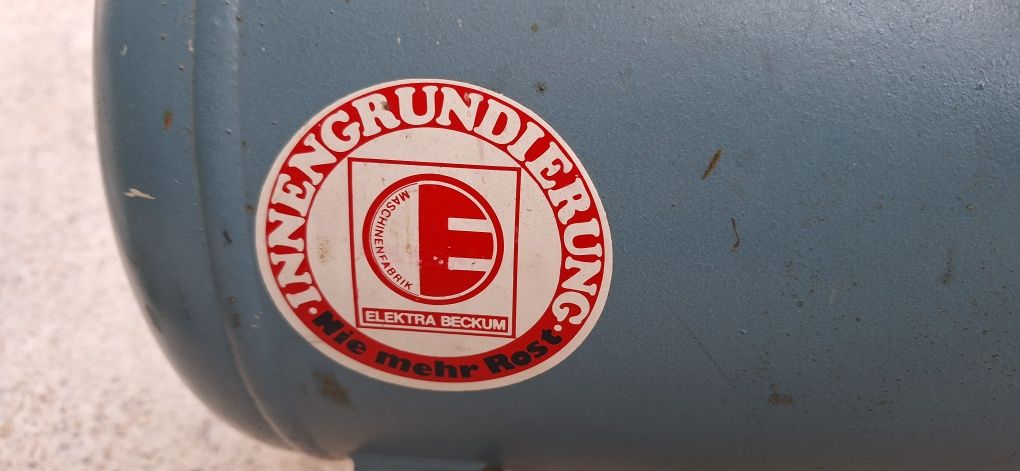 INNENGRUNDIERUNG
MASCHINENFABRIK
E
ELEKTRA BECKUM
· Nie mehr Rost ·